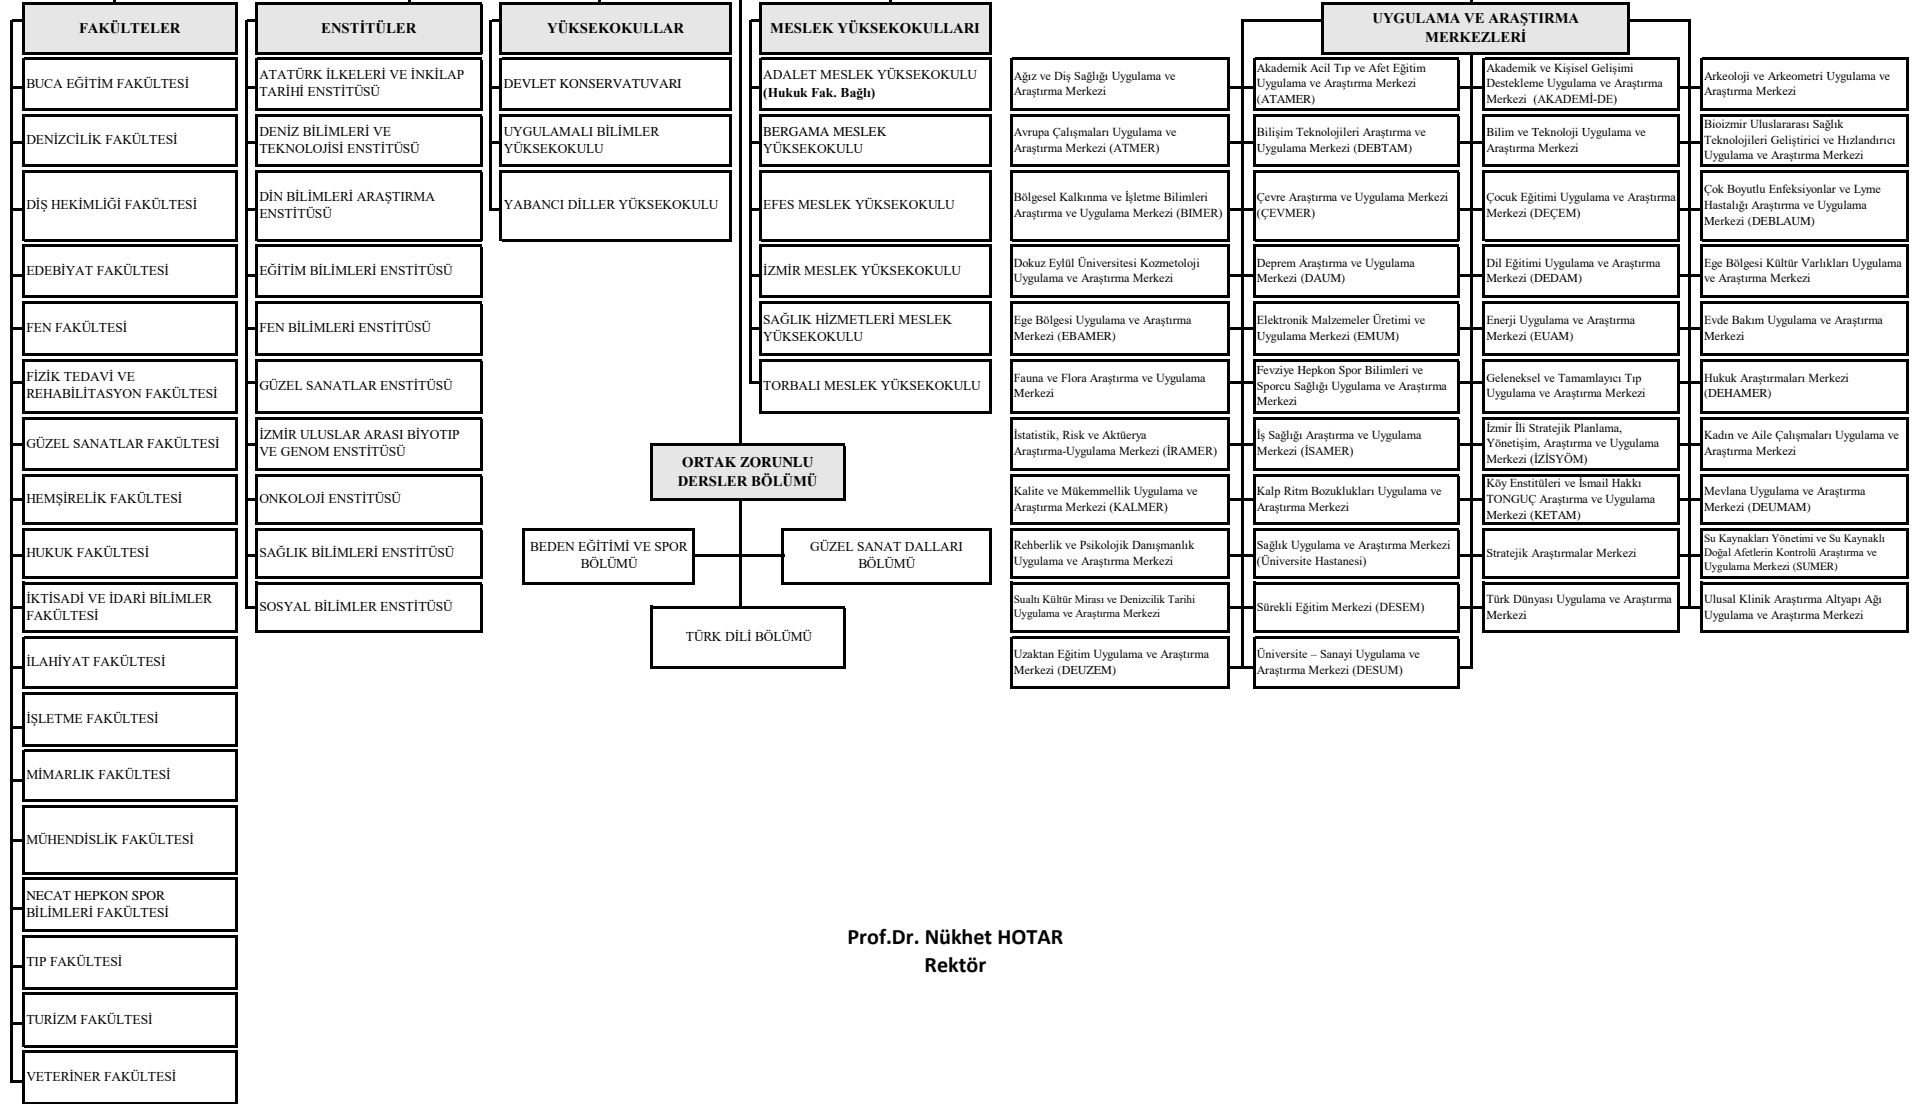 FAKÜLTELER
BUCA EĞİTİM FAKÜLTESİ
DENİZCİLİK FAKÜLTESİ
DİŞ HEKİMLİĞİ FAKÜLTESİ
EDEBİYAT FAKÜLTESİ
FEN FAKÜLTESİ
FİZİK TEDAVİ VE
REHABİLİTASYON FAKÜLTESİ
GÜZEL SANATLAR FAKÜLTESİ
HEMŞİRELİK FAKÜLTESİ
HUKUK FAKÜLTESİ
İKTİSADİ VE İDARİ BİLİMLER
FAKÜLTESİ
İLAHİYAT FAKÜLTESİ
İŞLETME FAKÜLTESİ
MİMARLIK FAKÜLTESİ
MÜHENDİSLİK FAKÜLTESİ
NECAT HEPKON SPOR
BİLİMLERİ FAKÜLTESİ
TIP FAKÜLTESİ
TURİZM FAKÜLTESİ
VETERİNER FAKÜLTESİ
ENSTİTÜLER
ATATÜRK İLKELERİ VE İNKİLAP
TARİHİ ENSTİTÜSÜ
DENİZ BİLİMLERİ VE
TEKNOLOJİSİ ENSTİTÜSÜ
DİN BİLİMLERİ ARAŞTIRMA
ENSTİTÜSÜ
EĞİTİM BİLİMLERİ ENSTİTÜSÜ
FEN BİLİMLERİ ENSTİTÜSÜ
GÜZEL SANATLAR ENSTİTÜSÜ
İZMİR ULUSLAR ARASI BİYOTIP
VE GENOM ENSTİTÜSÜ
ONKOLOJİ ENSTİTÜSÜ
SAĞLIK BİLİMLERİ ENSTİTÜSÜ
SOSYAL BİLİMLER ENSTİTÜSÜ
YÜKSEKOKULLAR
DEVLET KONSERVATUVARI
UYGULAMALI BİLİMLER
YÜKSEKOKULU
YABANCI DİLLER YÜKSEKOKULU
MESLEK YÜKSEKOKULLARI
ADALET MESLEK YÜKSEKOKULU
(Hukuk Fak. Bağlı)
BERGAMA MESLEK
YÜKSEKOKULU
EFES MESLEK YÜKSEKOKULU
İZMİR MESLEK YÜKSEKOKULU
SAĞLIK HİZMETLERİ MESLEK
YÜKSEKOKULU
TORBALI MESLEK YÜKSEKOKULU
ORTAK ZORUNLU
DERSLER BÖLÜMÜ
BEDEN EĞİTİMİ VE SPOR
BÖLÜMÜ
GÜZEL SANAT DALLARI
BÖLÜMÜ
TÜRK DİLİ BÖLÜMÜ
UYGULAMA VE ARAŞTIRMA
MERKEZLERİ
Ağız ve Diş Sağlığı Uygulama ve
Araştırma Merkezi
Akademik Acil Tıp ve Afet Eğitim
Uygulama ve Araştırma Merkezi
(ATAMER)
Akademik ve Kişisel Gelişimi
Destekleme Uygulama ve Araştırma
Merkezi  (AKADEMİ-DE)
Arkeoloji ve Arkeometri Uygulama ve
Araştırma Merkezi
Avrupa Çalışmaları Uygulama ve
Araştırma Merkezi (ATMER)
Bilişim Teknolojileri Araştırma ve
Uygulama Merkezi (DEBTAM)
Bilim ve Teknoloji Uygulama ve
Araştırma Merkezi
Bioizmir Uluslararası Sağlık
Teknolojileri Geliştirici ve Hızlandırıcı
Uygulama ve Araştırma Merkezi
Bölgesel Kalkınma ve İşletme Bilimleri
Araştırma ve Uygulama Merkezi (BIMER)
Çevre Araştırma ve Uygulama Merkezi
(ÇEVMER)
Çocuk Eğitimi Uygulama ve Araştırma
Merkezi (DEÇEM)
Çok Boyutlu Enfeksiyonlar ve Lyme
Hastalığı Araştırma ve Uygulama
Merkezi (DEBLAUM)
Dokuz Eylül Üniversitesi Kozmetoloji
Uygulama ve Araştırma Merkezi
Deprem Araştırma ve Uygulama
Merkezi (DAUM)
Dil Eğitimi Uygulama ve Araştırma
Merkezi (DEDAM)
Ege Bölgesi Kültür Varlıkları Uygulama
ve Araştırma Merkezi
Ege Bölgesi Uygulama ve Araştırma
Merkezi (EBAMER)
Elektronik Malzemeler Üretimi ve
Uygulama Merkezi (EMUM)
Enerji Uygulama ve Araştırma
Merkezi (EUAM)
Evde Bakım Uygulama ve Araştırma
Merkezi
Fauna ve Flora Araştırma ve Uygulama
Merkezi
Fevziye Hepkon Spor Bilimleri ve
Sporcu Sağlığı Uygulama ve Araştırma
Merkezi
Geleneksel ve Tamamlayıcı Tıp
Uygulama ve Araştırma Merkezi
Hukuk Araştırmaları Merkezi
(DEHAMER)
İstatistik, Risk ve Aktüerya
Araştırma-Uygulama Merkezi (İRAMER)
İş Sağlığı Araştırma ve Uygulama
Merkezi (İSAMER)
İzmir İli Stratejik Planlama,
Yönetişim, Araştırma ve Uygulama
Merkezi (İZİSYÖM)
Kadın ve Aile Çalışmaları Uygulama ve
Araştırma Merkezi
Kalite ve Mükemmellik Uygulama ve
Araştırma Merkezi (KALMER)
Kalp Ritm Bozuklukları Uygulama ve
Araştırma Merkezi
Köy Enstitüleri ve İsmail Hakkı
TONGUÇ Araştırma ve Uygulama
Merkezi (KETAM)
Mevlana Uygulama ve Araştırma
Merkezi (DEUMAM)
Rehberlik ve Psikolojik Danışmanlık
Uygulama ve Araştırma Merkezi
Sağlık Uygulama ve Araştırma Merkezi
(Üniversite Hastanesi)
Stratejik Araştırmalar Merkezi
Su Kaynakları Yönetimi ve Su Kaynaklı
Doğal Afetlerin Kontrolü Araştırma ve
Uygulama Merkezi (SUMER)
Sualtı Kültür Mirası ve Denizcilik Tarihi
Uygulama ve Araştırma Merkezi
Sürekli Eğitim Merkezi (DESEM)
Türk Dünyası Uygulama ve Araştırma
Merkezi
Ulusal Klinik Araştırma Altyapı Ağı
Uygulama ve Araştırma Merkezi
Uzaktan Eğitim Uygulama ve Araştırma
Merkezi (DEUZEM)
Üniversite – Sanayi Uygulama ve
Araştırma Merkezi (DESUM)
Prof.Dr. Nükhet HOTAR
Rektör